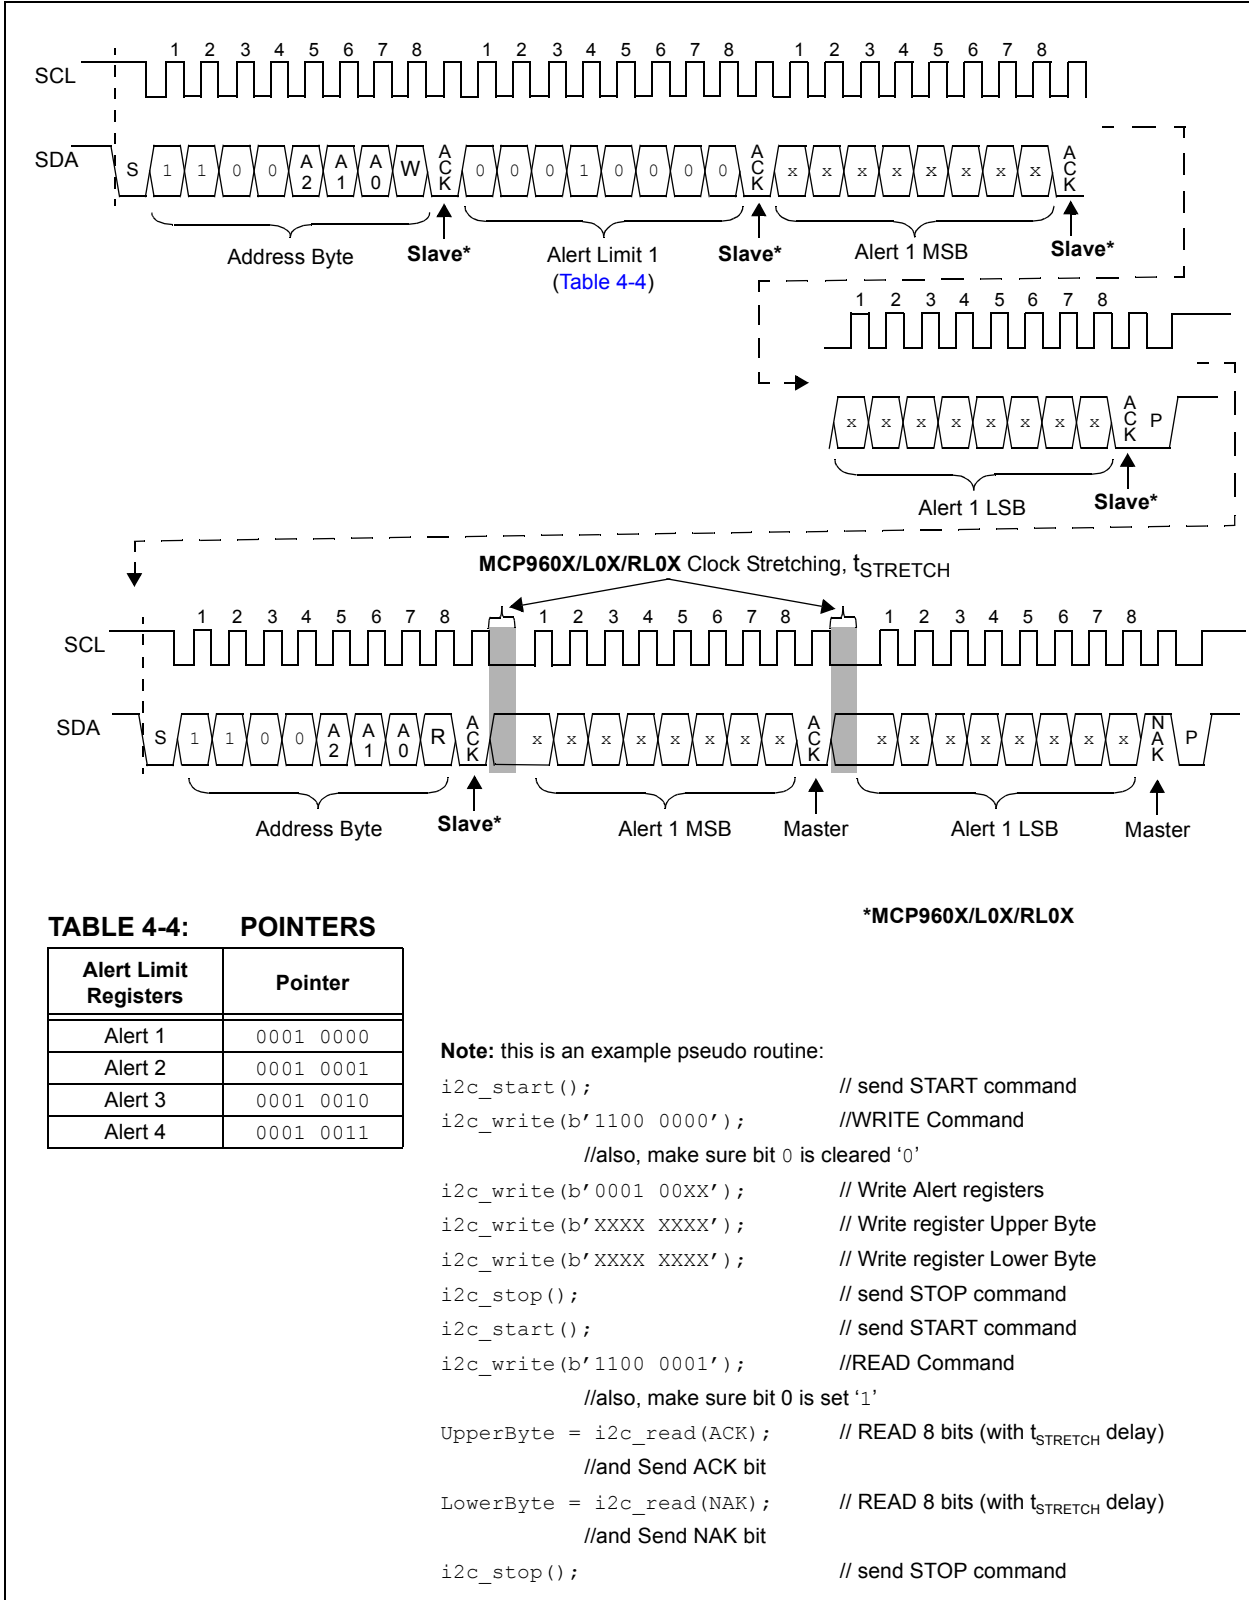 1 2 3 4 5 6 7 8 1 2 3 4 5 6 7 8 1 2 3 4 5 6 7 8
SCL
SDA S 1 1 0 0 A2 A1 A0 W ACK 0 0 0 1 0 0 0 0 ACK x x x x x x x x ACK
Address Byte Slave* Alert Limit 1 Slave* Alert 1 MSB Slave*
(Table 4-4)
1 2 3 4 5 6 7 8
x x x x x x x x ACK P
Alert 1 LSB Slave*
MCP960X/L0X/RL0X Clock Stretching, tSTRETCH
1 2 3 4 5 6 7 8 1 2 3 4 5 6 7 8 1 2 3 4 5 6 7 8
SCL
SDA S 1 1 0 0 A2 A1 A0 R ACK x x x x x x x x ACK x x x x x x x x NAK P
Address Byte Slave* Alert 1 MSB Master Alert 1 LSB Master
*MCP960X/L0X/RL0X
TABLE 4-4: POINTERS
Alert Limit Registers Pointer
Alert 1 0001 0000
Alert 2 0001 0001
Alert 3 0001 0010
Alert 4 0001 0011
Note: this is an example pseudo routine:
i2c_start(); // send START command
i2c_write(b’1100 0000’); //WRITE Command
//also, make sure bit 0 is cleared ‘0’
i2c_write(b’0001 00XX’); // Write Alert registers
i2c_write(b’XXXX XXXX’); // Write register Upper Byte
i2c_write(b’XXXX XXXX’); // Write register Lower Byte
i2c_stop(); // send STOP command
i2c_start(); // send START command
i2c_write(b’1100 0001’); //READ Command
//also, make sure bit 0 is set ‘1’
UpperByte = i2c_read(ACK); // READ 8 bits (with tSTRETCH delay)
//and Send ACK bit
LowerByte = i2c_read(NAK); // READ 8 bits (with tSTRETCH delay)
//and Send NAK bit
i2c_stop(); // send STOP command